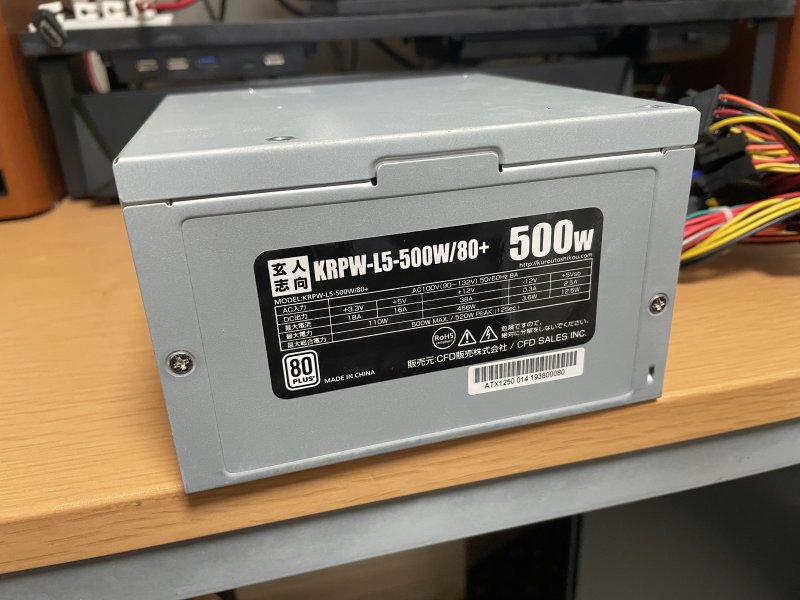 玄人
志向
KRPW-L5-500W/80+
500W
http://kuroutoshikou.com/
MODEL:KRPW-L5-500W/80+
AC入力 AC100V(90−132V) 50/60Hz 8A
DC出力 +3.3V +5V +12V -12V +5VSB
最大電流 18A 16A 38A 0.3A 2.5A
最大電力 110W 456W 3.6W 12.5W
最大総合電力 500W MAX. / 520W PEAK (12Sec.)
RoHS
危険ですので、
絶対に分解をしないでください。
販売元:CFD販売株式会社 / CFD SALES INC.
80
PLUS
MADE IN CHINA
ATX1250 014 193800080